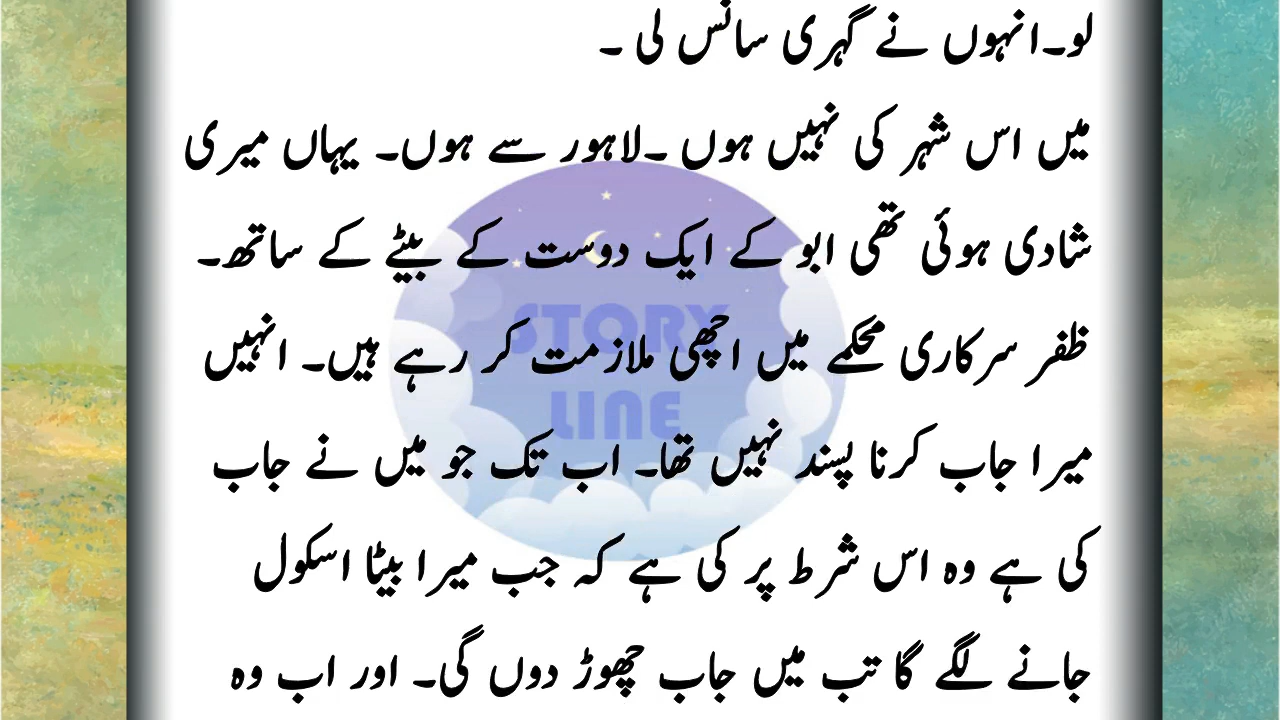 لو۔انہوں نے گہری سانس لی ۔
میں اس شہر کی نہیں ہوں ۔لاہور سے ہوں۔ یہاں میری
شادی ہوئی تھی ابو کے ایک دوست کے بیٹے کے ساتھ۔
ظفر سرکاری محکمے میں اچھی ملازمت کر رہے ہیں۔ انہیں
میرا جاب کرنا پسند نہیں تھا۔ اب تک جو میں نے جاب
کی ہے وہ اس شرط پر کی ہے کہ جب میرا بیٹا اسکول
جانے لگے گا تب میں جاب چھوڑ دوں گی۔ اور اب وہ
STORY
LINE